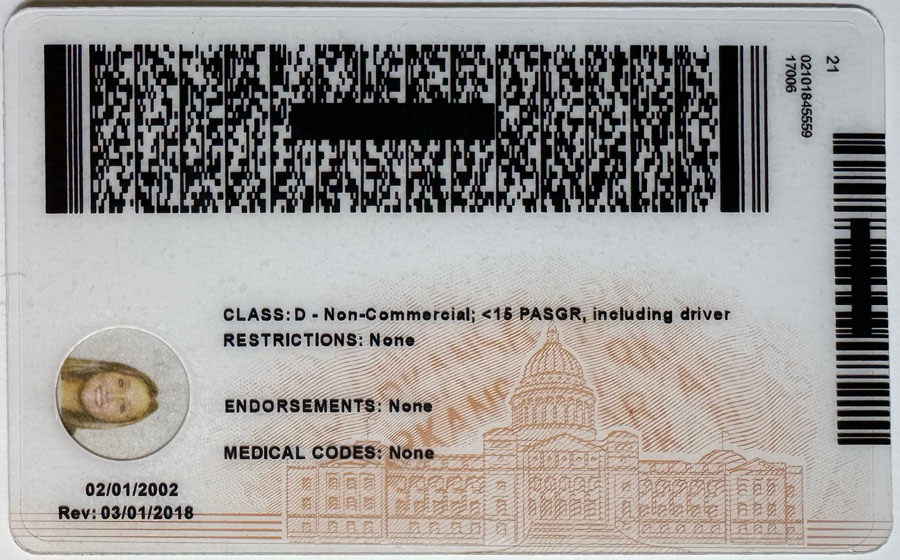 21
02101845559
17006
CLASS: D - Non-Commercial; <15 PASGR, including driver
RESTRICTIONS: None
ENDORSEMENTS: None
MEDICAL CODES: None
02/01/2002
Rev: 03/01/2018